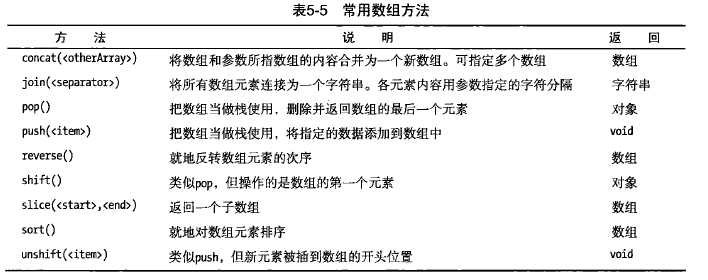 表5-5 常用数组方法
方 法 说 明 返 回
concat(<otherArray>) 将数组和参数所指数组的内容合并为一个新数组。可指定多个数组 数组
join(<separator>) 将所有数组元素连接为一个字符串。各元素内容用参数指定的字符分隔 字符串
pop() 把数组当做栈使用，删除并返回数组的最后一个元素 对象
push(<item>) 把数组当做栈使用，将指定的数据添加到数组中 void
reverse() 就地反转数组元素的次序 数组
shift() 类似pop，但操作的是数组的第一个元素 对象
slice(<start>,<end>) 返回一个子数组 数组
sort() 就地对数组元素排序 数组
unshift(<item>) 类似push，但新元素被插到数组的开头位置 void